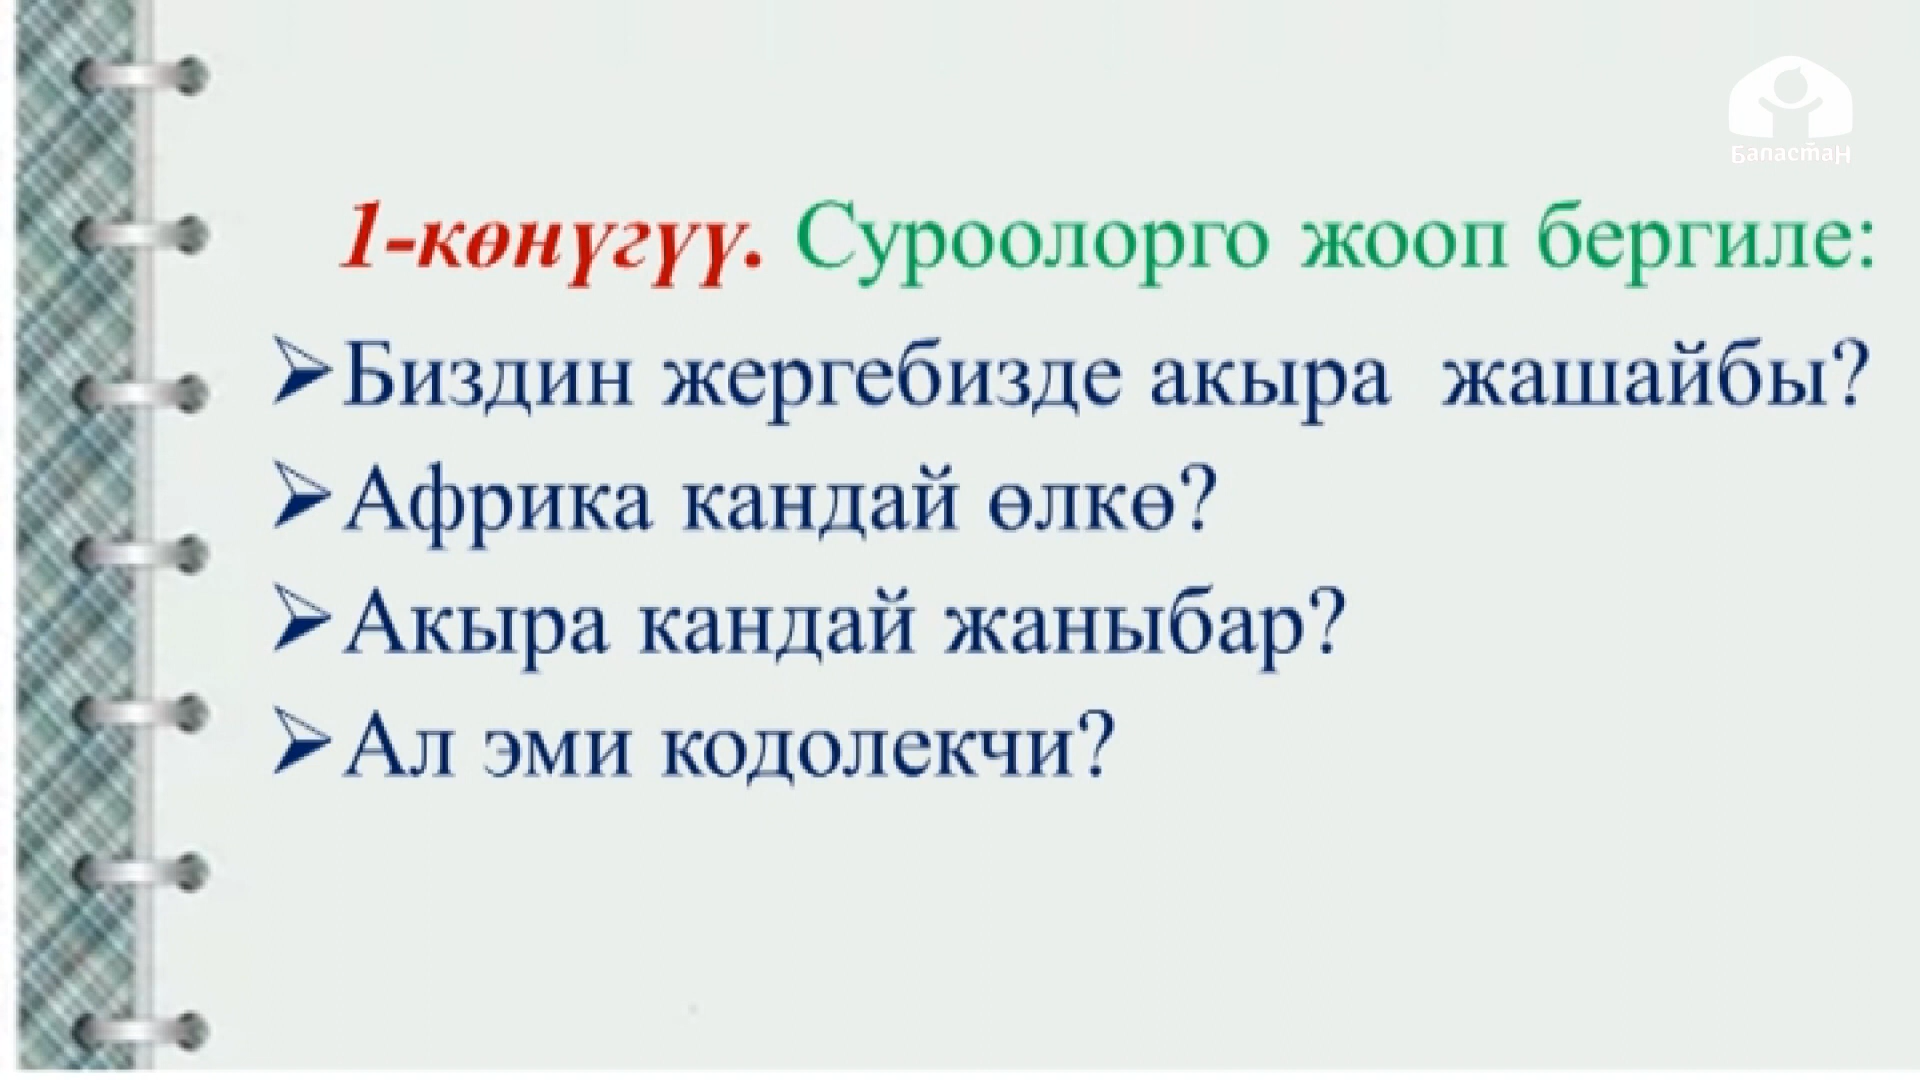 Баластан
1-көнүгүү. Суроолорго жооп бергиле:
➢Биздин жергебизде акыра жашайбы?
➢Африка кандай өлкө?
➢Акыра кандай жаныбар?
➢Ал эми кодолекчи?